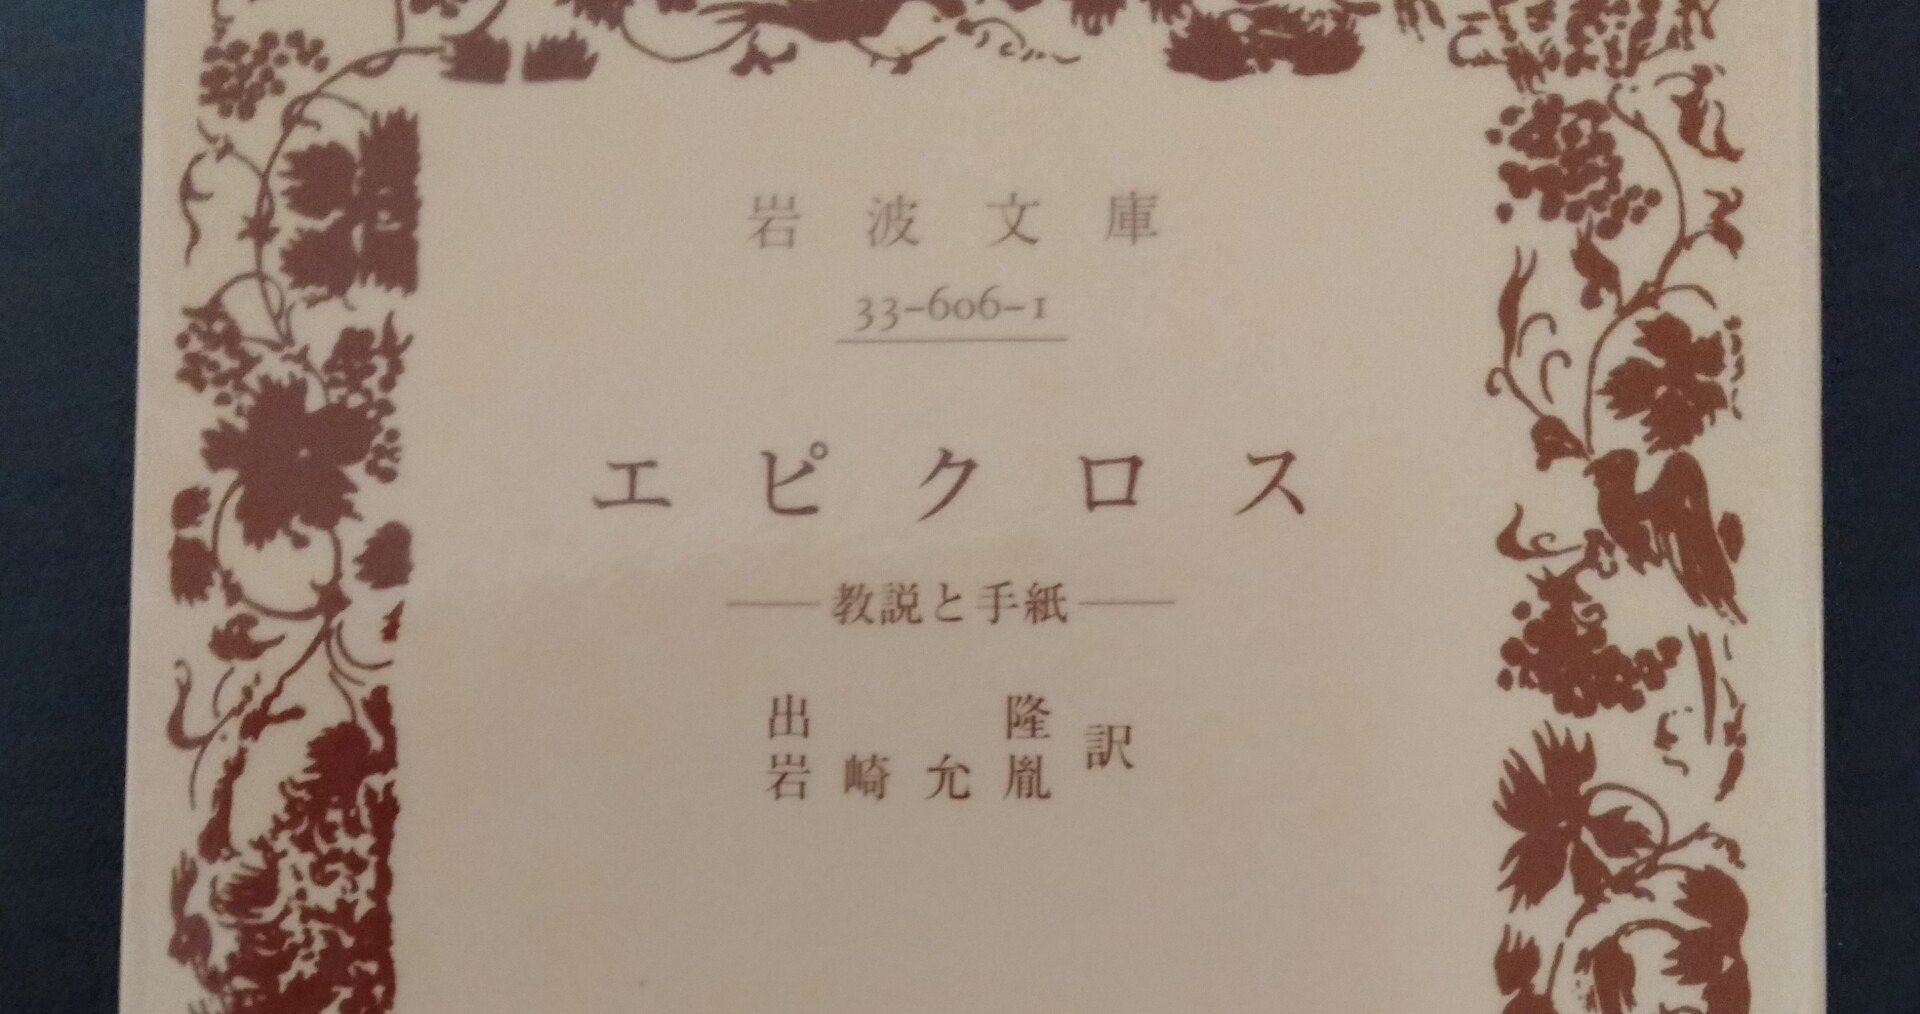 岩波文庫
33-606-1
エピクロス
―教説と手紙―
出隆
岩崎允胤 訳